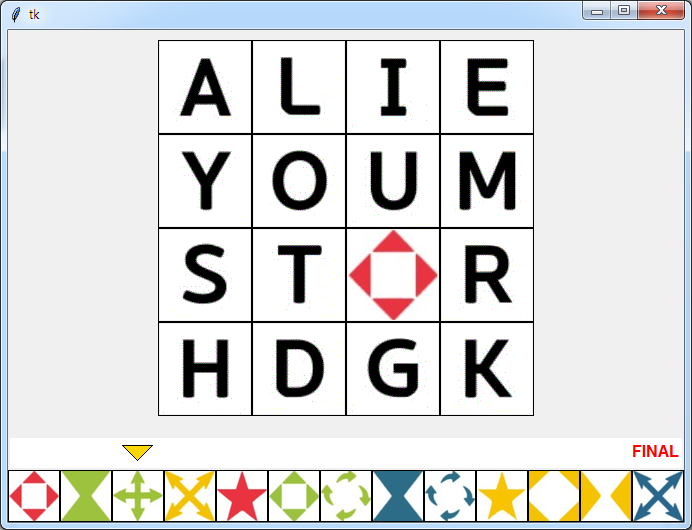 tk
A L I E
Y O U M
S T R
H D G K
FINAL